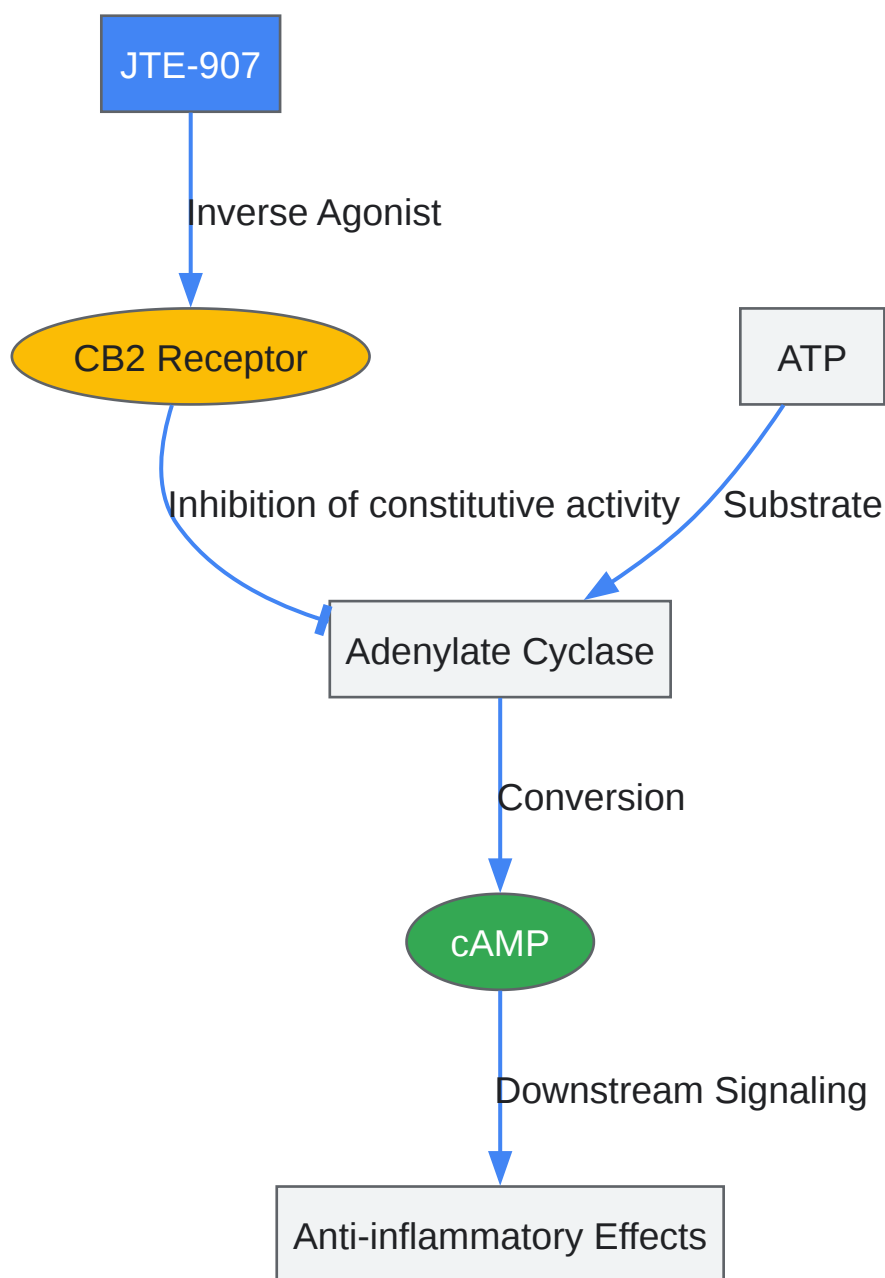 JTE-907
Inverse Agonist
CB2 Receptor
ATP
Inhibition of constitutive activity
Substrate
Adenylate Cyclase
Conversion
cAMP
Downstream Signaling
Anti-inflammatory Effects